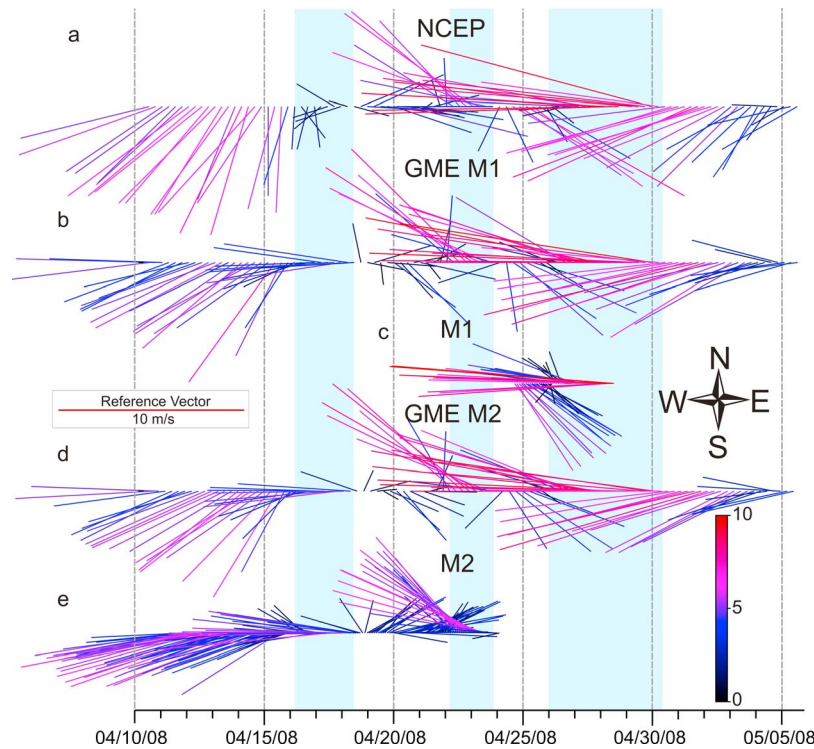 a
NCEP
GME M1
b
M1
c
N
W E
S
Reference Vector
10 m/s
GME M2
d
10
M2
5
e
0
04/10/08 04/15/08 04/20/08 04/25/08 04/30/08 05/05/08